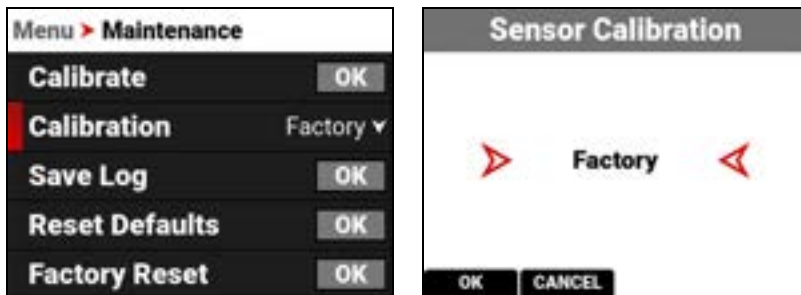 Menu > Maintenance
Calibrate OK
Calibration Factory
Save Log OK
Reset Defaults OK
Factory Reset OK
Sensor Calibration
Factory
OK CANCEL